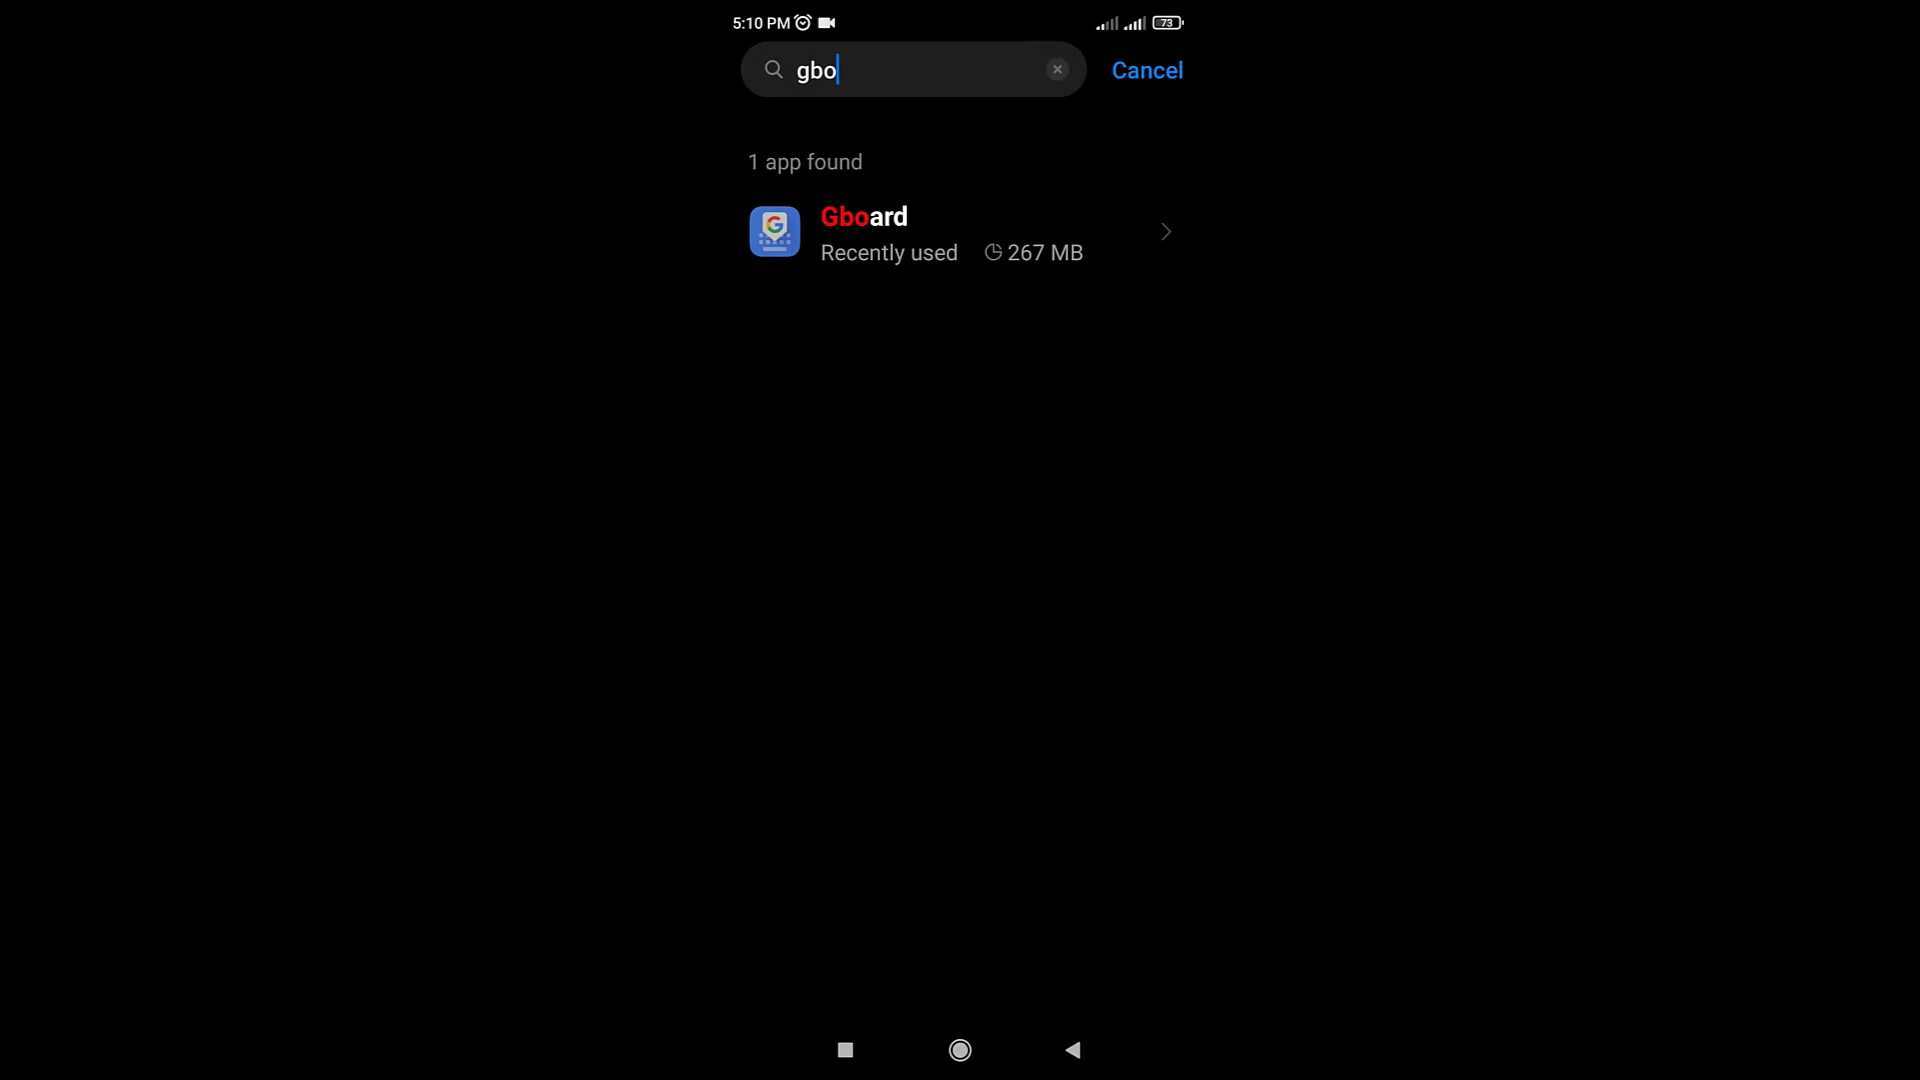 5:10 PM 73
gbo Cancel
1 app found
Gboard
Recently used 267 MB